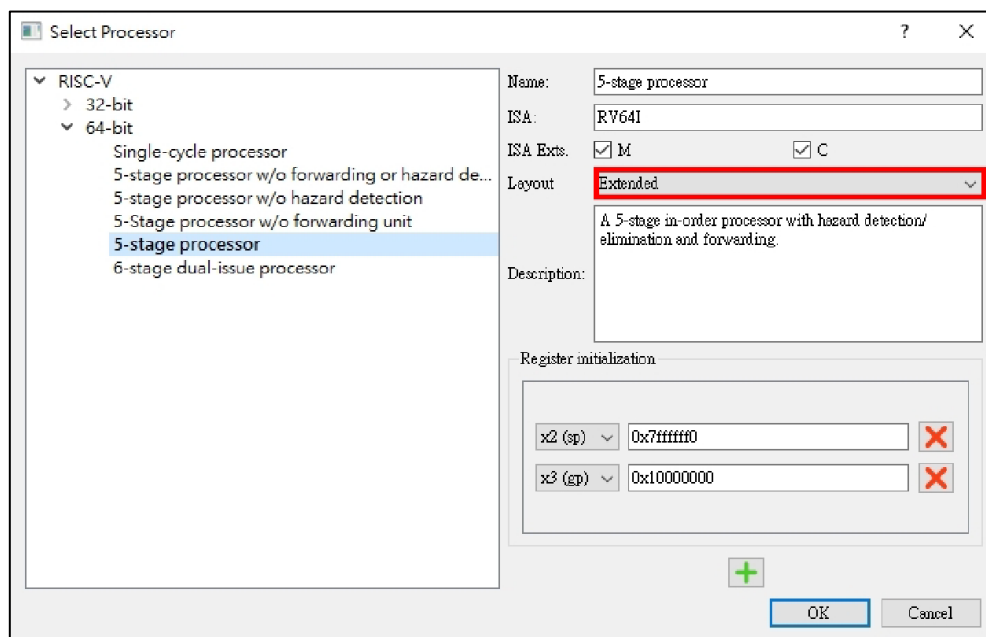 Select Processor
?
RISC-V
32-bit
64-bit
Single-cycle processor
5-stage processor w/o forwarding or hazard de...
5-stage processor w/o hazard detection
5-Stage processor w/o forwarding unit
5-stage processor
6-stage dual-issue processor
Name: 5-stage processor
ISA: RV64I
ISA Exts. M C
Layout Extended
Description:
A 5-stage in-order processor with hazard detection/
elimination and forwarding.
Register initialization
x2 (sp) 0x7ffffff0
x3 (gp) 0x10000000
OK Cancel